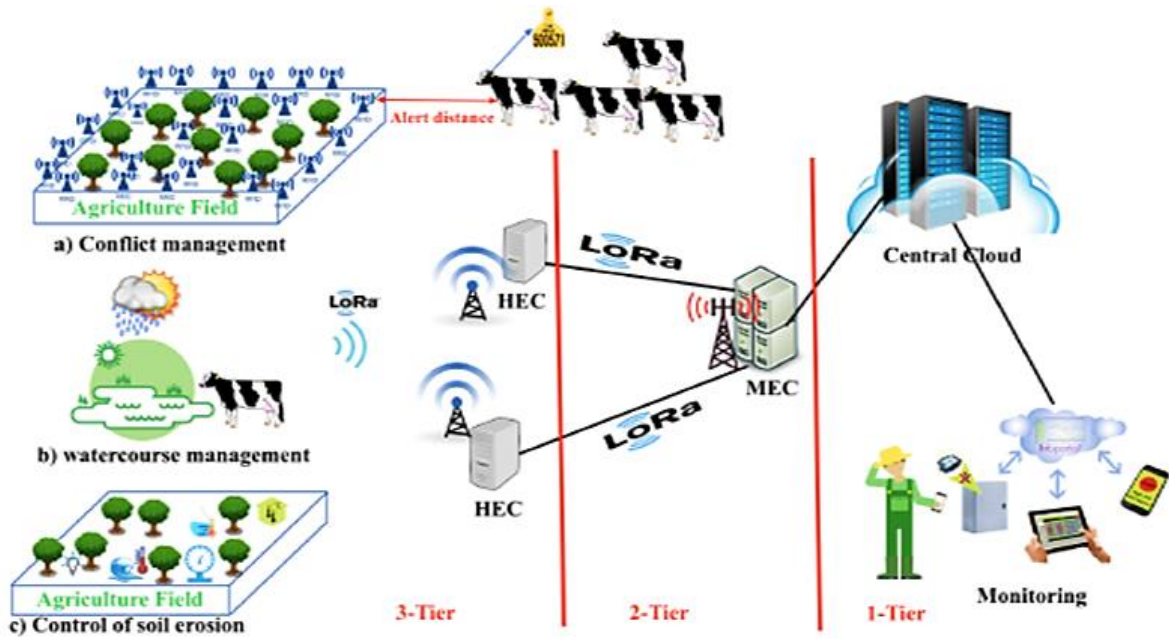 500571
Alert distance
Agriculture Field
a) Conflict management
LoRa
HEC
LoRa
MEC
Central Cloud
b) watercourse management
LoRa
HEC
Agriculture Field
c) Control of soil erosion
3-Tier
2-Tier
1-Tier
Monitoring